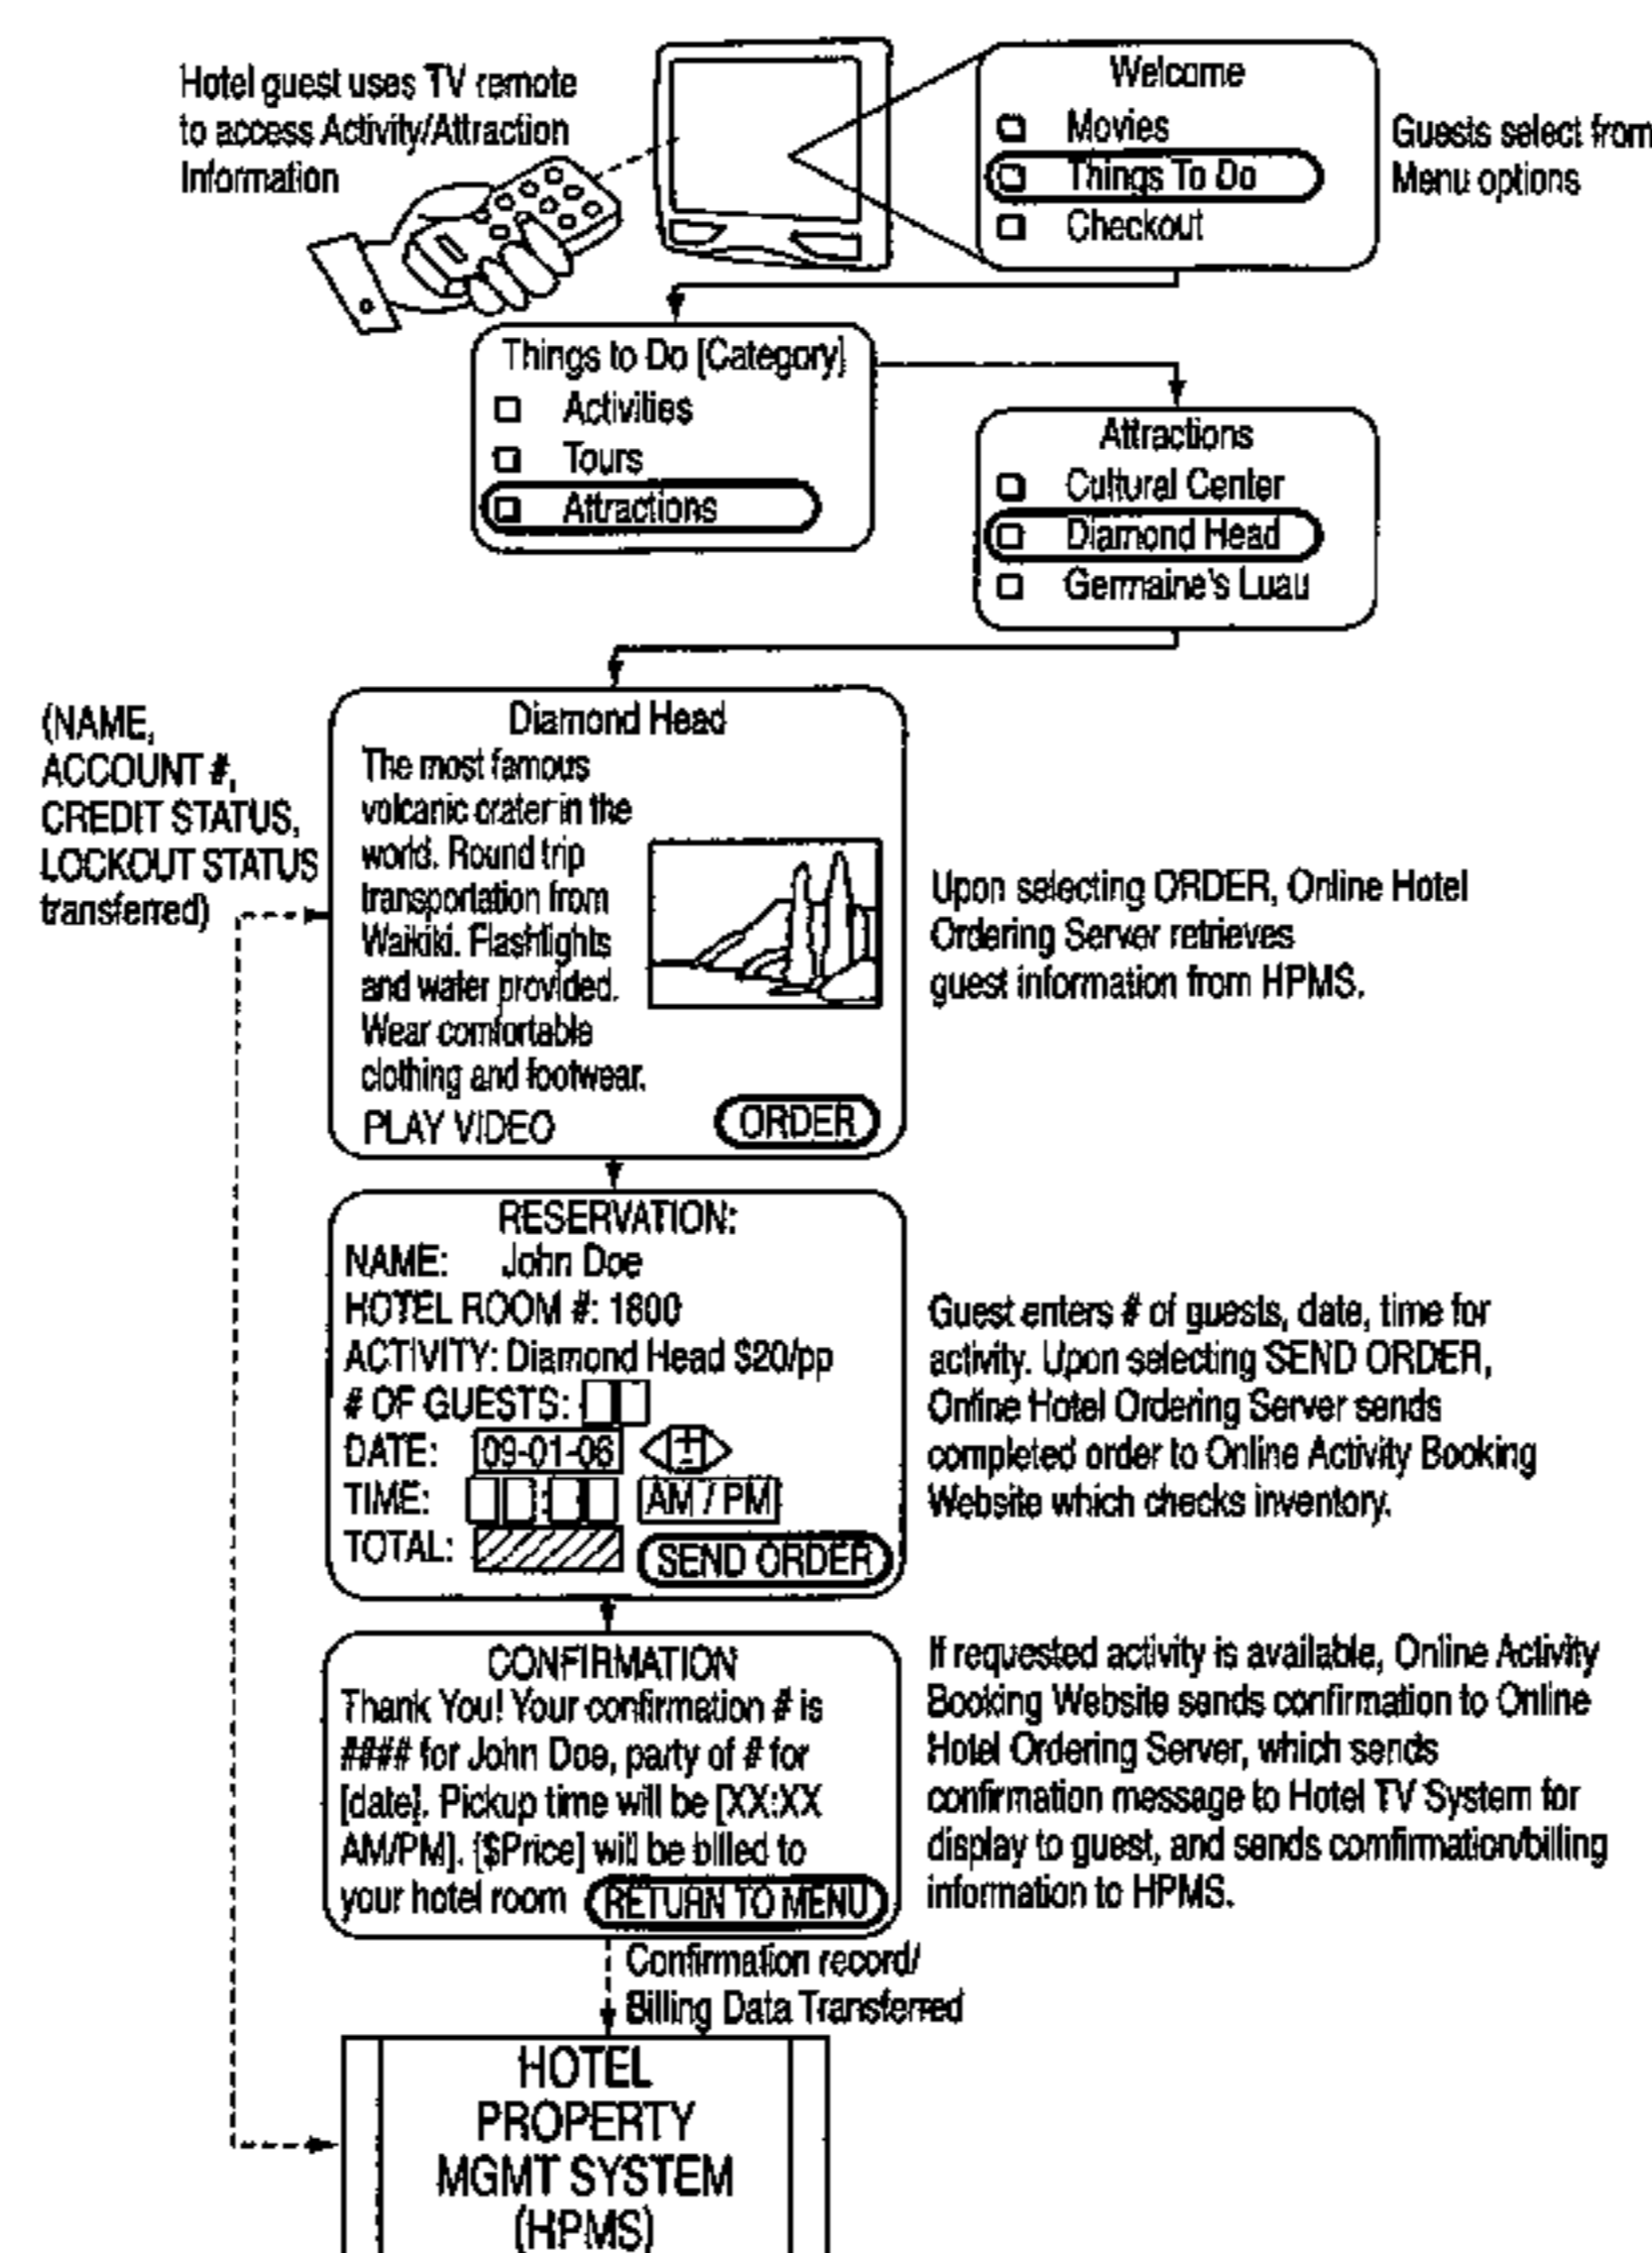 Hotel guest uses TV remote
to access Activity/Attraction
Information
Welcome
Movies
Things To Do
Checkout
Guests select from
Menu options
Things to Do [Category]
Activities
Tours
Attractions
Attractions
Cultural Center
Diamond Head
Germaine's Luau
(NAME,
ACCOUNT #,
CREDIT STATUS,
LOCKOUT STATUS
transferred)
Diamond Head
The most famous
volcanic crater in the
world. Round trip
transportation from
Waikiki. Flashlights
and water provided.
Wear comfortable
clothing and footwear.
PLAY VIDEO
ORDER
Upon selecting ORDER, Online Hotel
Ordering Server retrieves
guest information from HPMS.
RESERVATION:
NAME: John Doe
HOTEL ROOM #: 1800
ACTIVITY: Diamond Head $20/pp
# OF GUESTS:
DATE: 09-01-06 ±
TIME: : AM / PM
TOTAL: SEND ORDER
Guest enters # of guests, date, time for
activity. Upon selecting SEND ORDER,
Online Hotel Ordering Server sends
completed order to Online Activity Booking
Website which checks inventory.
CONFIRMATION
Thank You! Your confirmation # is
#### for John Doe, party of # for
[date]. Pickup time will be [XX:XX
AM/PM]. [$Price] will be billed to
your hotel room RETURN TO MENU
If requested activity is available, Online Activity
Booking Website sends confirmation to Online
Hotel Ordering Server, which sends
confirmation message to Hotel TV System for
display to guest, and sends comfirmation/billing
information to HPMS.
Confirmation record/
Billing Data Transferred
HOTEL
PROPERTY
MGMT SYSTEM
(HPMS)